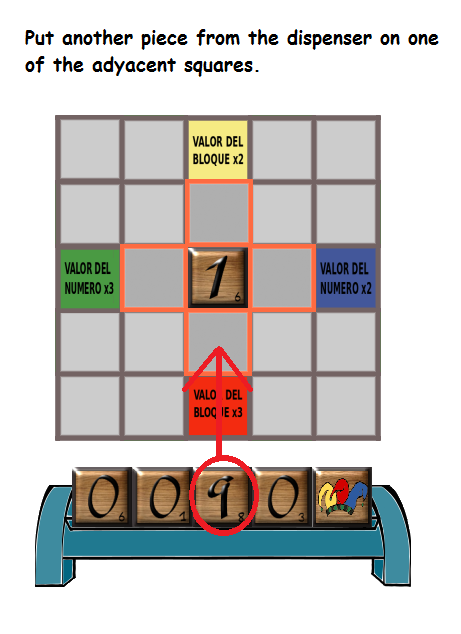 Put another piece from the dispenser on one
of the adyacent squares.
VALOR DEL
BLOQUE x2
VALOR DEL
NUMERO x3
1
6
VALOR DEL
NUMERO x2
VALOR DEL
BLOQUE x3
0
6
0
1
9
8
0
3